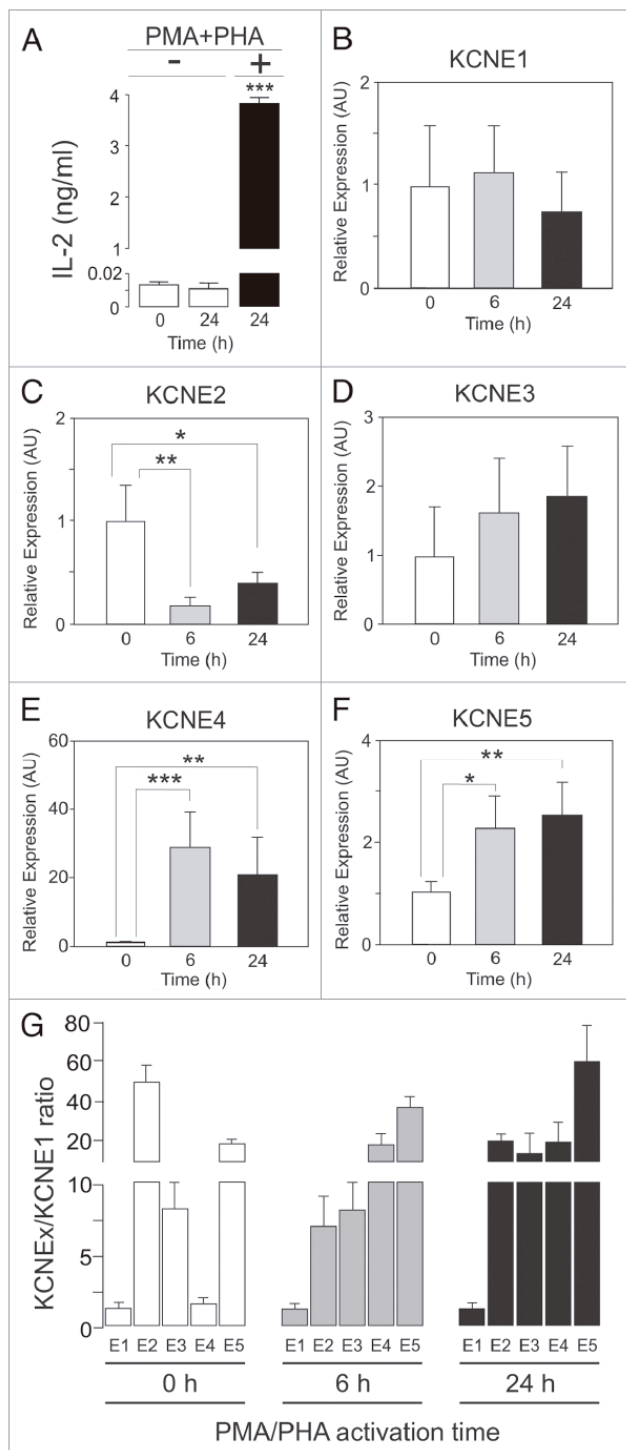 A
PMA+PHA
-
+
***
IL-2 (ng/ml)
4
3
2
1
0.02
0
0
24
24
Time (h)
B
KCNE1
Relative Expression (AU)
2
1
0
0
6
24
Time (h)
C
KCNE2
Relative Expression (AU)
2
1
0
*
**
0
6
24
Time (h)
D
KCNE3
Relative Expression (AU)
3
2
1
0
0
6
24
Time (h)
E
KCNE4
Relative Expression (AU)
60
40
20
0
**
***
0
6
24
Time (h)
F
KCNE5
Relative Expression (AU)
4
2
0
**
*
0
6
24
Time (h)
G
KCNEx/KCNE1 ratio
80
60
40
20
10
5
0
E1 E2 E3 E4 E5
E1 E2 E3 E4 E5
E1 E2 E3 E4 E5
0 h
6 h
24 h
PMA/PHA activation time